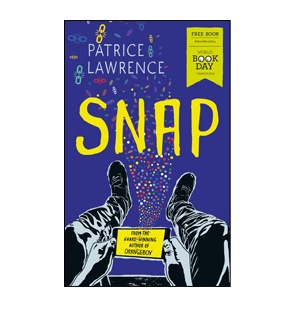 PATRICE
LAWRENCE
FREE BOOK
WORLD
BOOK
DAY
SNAP
FROM THE
AWARD-WINNING
AUTHOR OF
ORANGEBOY